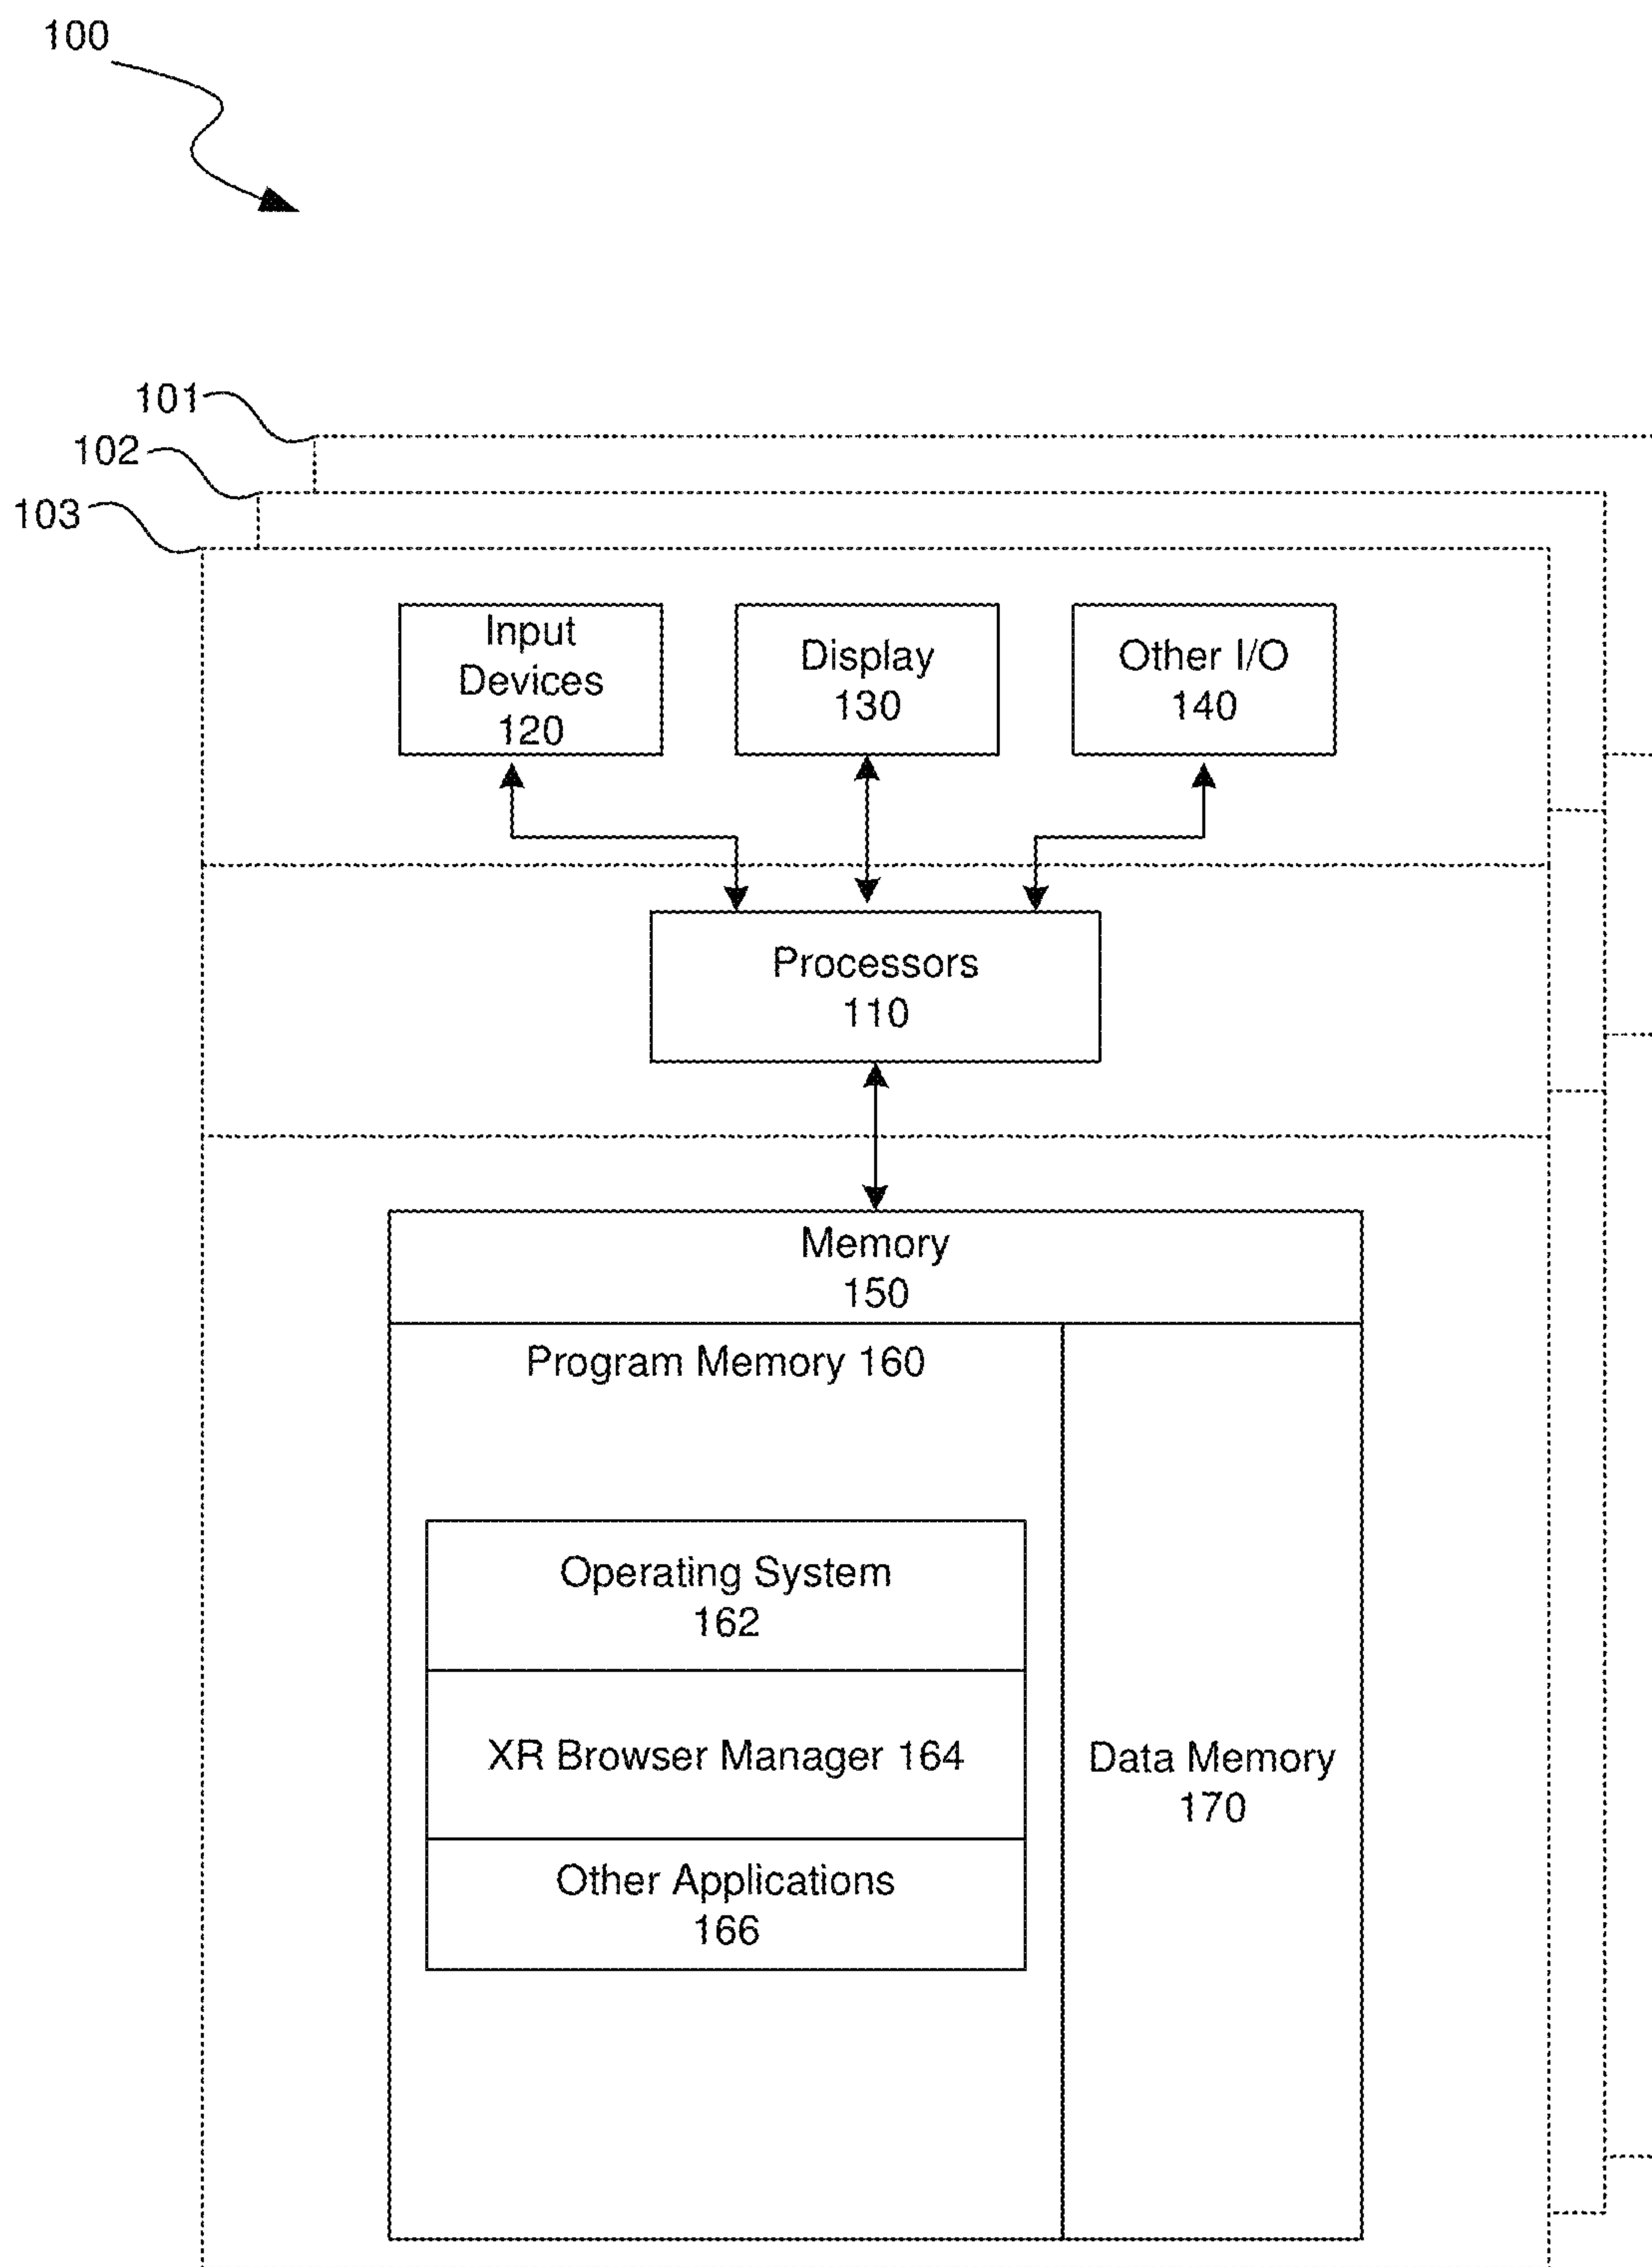 100
101
102
103
Input
Devices
120
Display
130
Other I/O
140
Processors
110
Memory
150
Program Memory 160
Operating System
162
XR Browser Manager 164
Other Applications
166
Data Memory
170